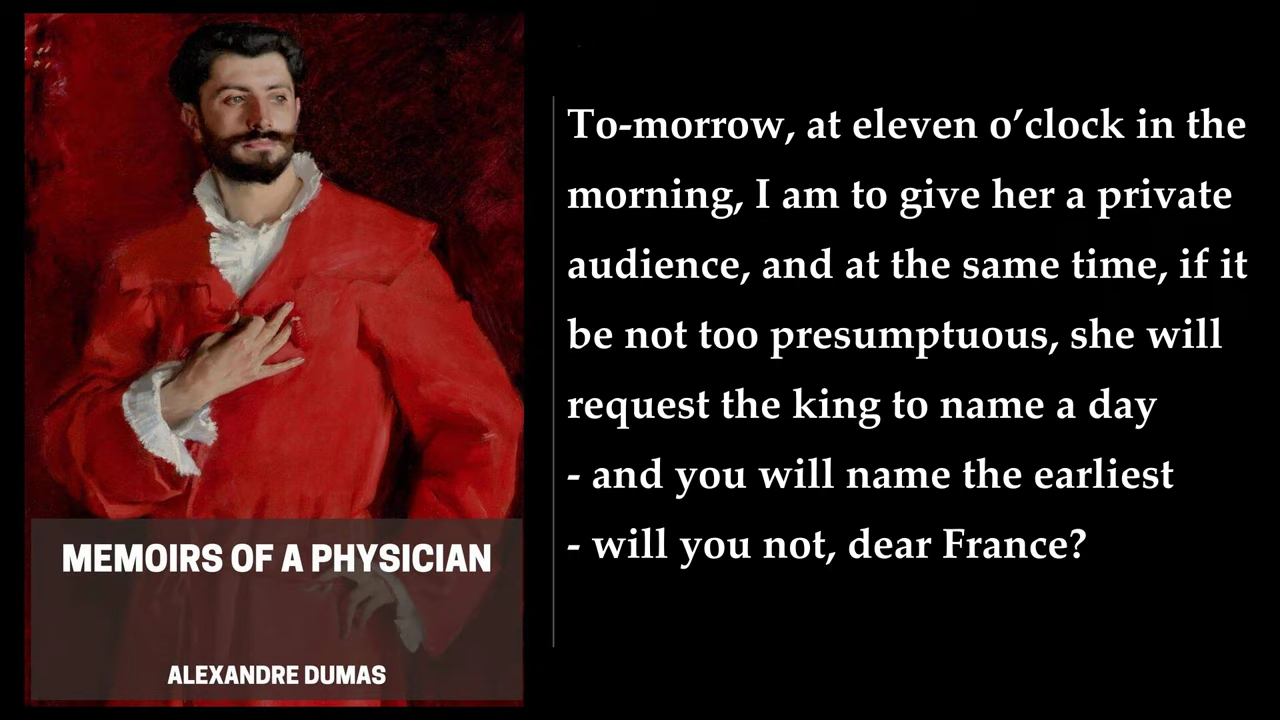 To-morrow, at eleven o’clock in the
morning, I am to give her a private
audience, and at the same time, if it
be not too presumptuous, she will
request the king to name a day
- and you will name the earliest
- will you not, dear France?
MEMOIRS OF A PHYSICIAN
ALEXANDRE DUMAS